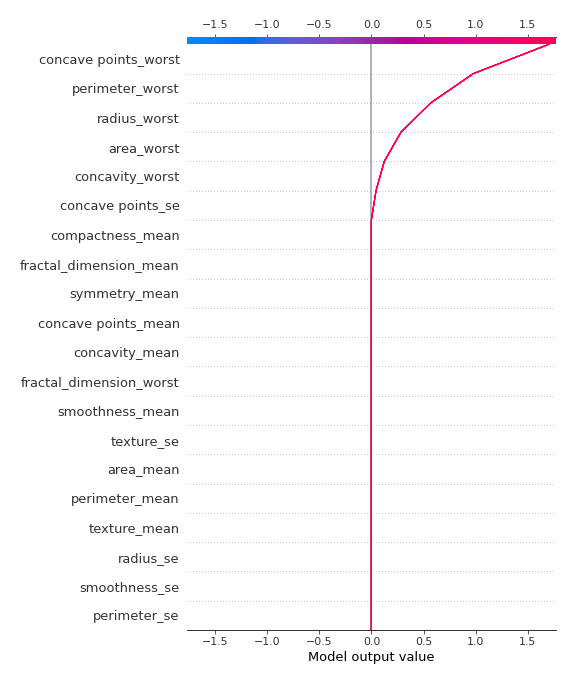 −1.5 −1.0 −0.5 0.0 0.5 1.0 1.5
concave points_worst
perimeter_worst
radius_worst
area_worst
concavity_worst
concave points_se
compactness_mean
fractal_dimension_mean
symmetry_mean
concave points_mean
concavity_mean
fractal_dimension_worst
smoothness_mean
texture_se
area_mean
perimeter_mean
texture_mean
radius_se
smoothness_se
perimeter_se
−1.5 −1.0 −0.5 0.0 0.5 1.0 1.5
Model output value